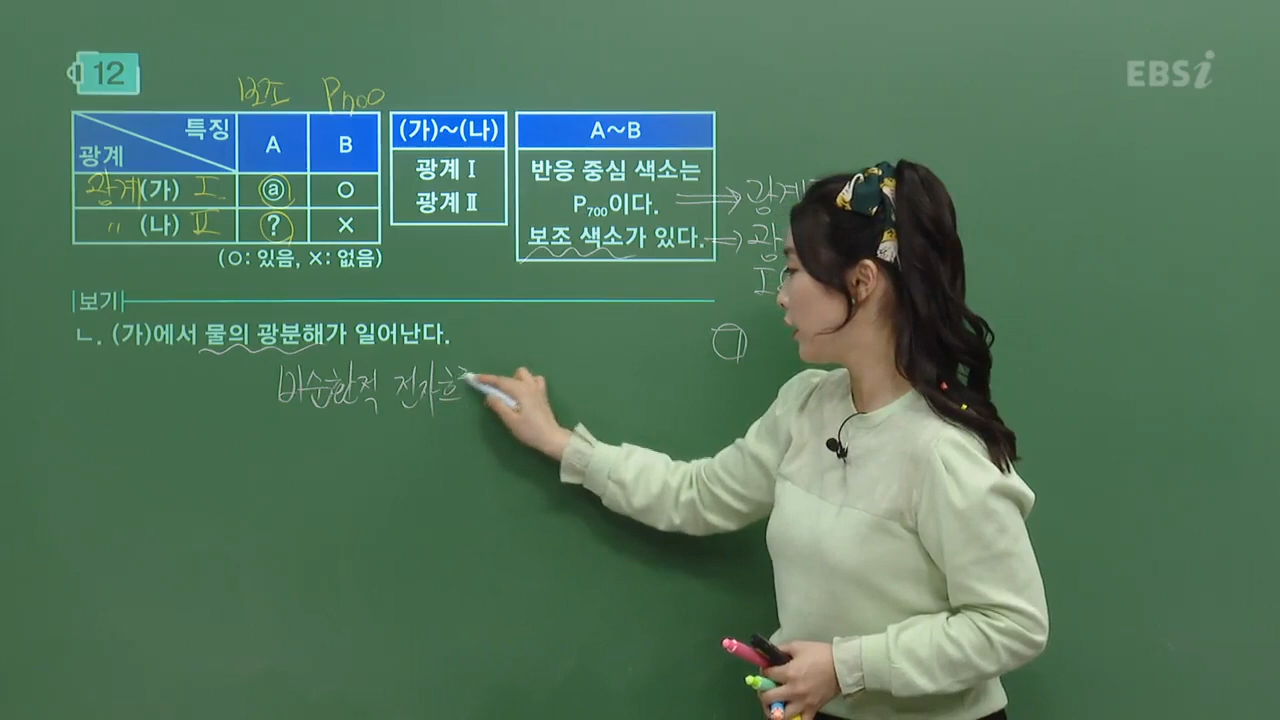 12
EBSi
보조 P700
특징
광계
A
B
광계(가) I
ⓐ
○
〃 (나) II
?
×
(○: 있음, ×: 없음)
(가)~(나)
광계 I
광계 II
A~B
반응 중심 색소는
P700이다.
보조 색소가 있다.
⇒ 광계
⇒ 광
I
보기
ㄴ. (가)에서 물의 광분해가 일어난다.
비순환적 전자흐